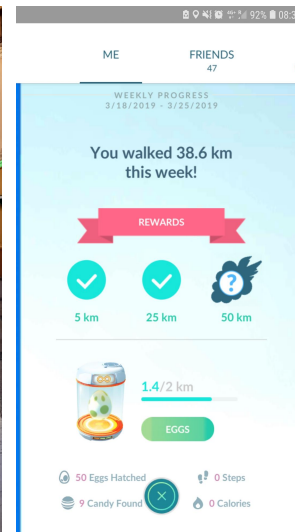 92% 08:3
ME
FRIENDS
47
WEEKLY PROGRESS
3/18/2019 - 3/25/2019
You walked 38.6 km
this week!
REWARDS
?
5 km
25 km
50 km
1.4/2 km
EGGS
50 Eggs Hatched
0 Steps
9 Candy Found
0 Calories